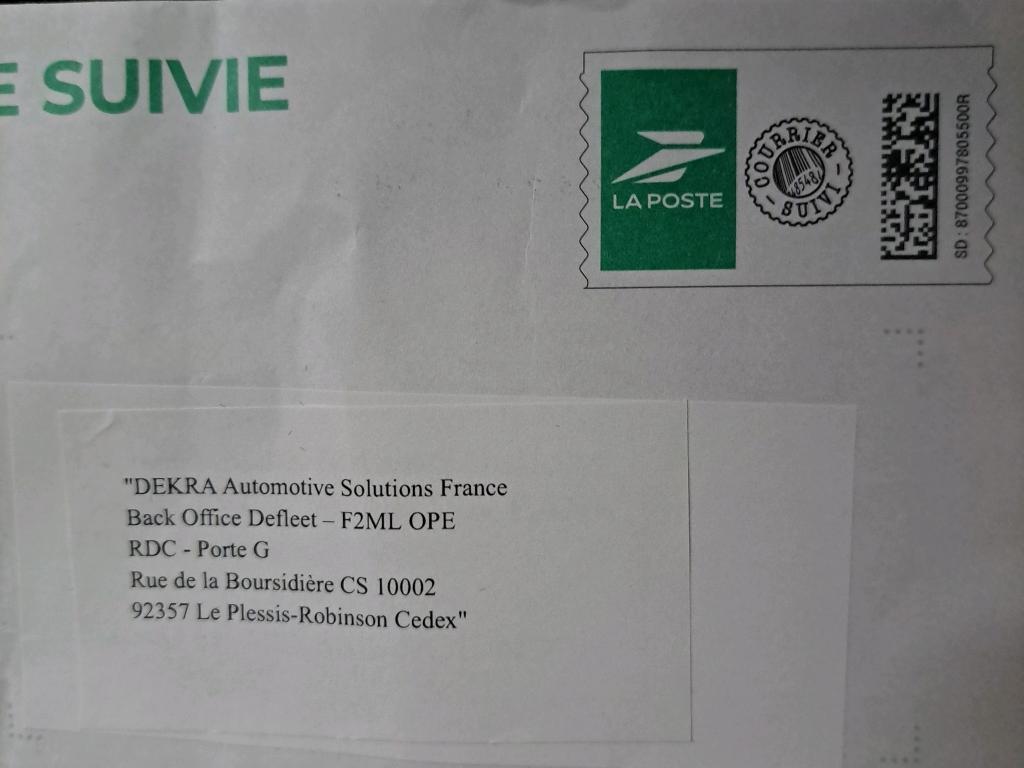 E SUIVIE
LA POSTE
COURRIER
SUIVI
SD : 87000997805500R
"DEKRA Automotive Solutions France
Back Office Defleet – F2ML OPE
RDC - Porte G
Rue de la Boursidière CS 10002
92357 Le Plessis-Robinson Cedex"